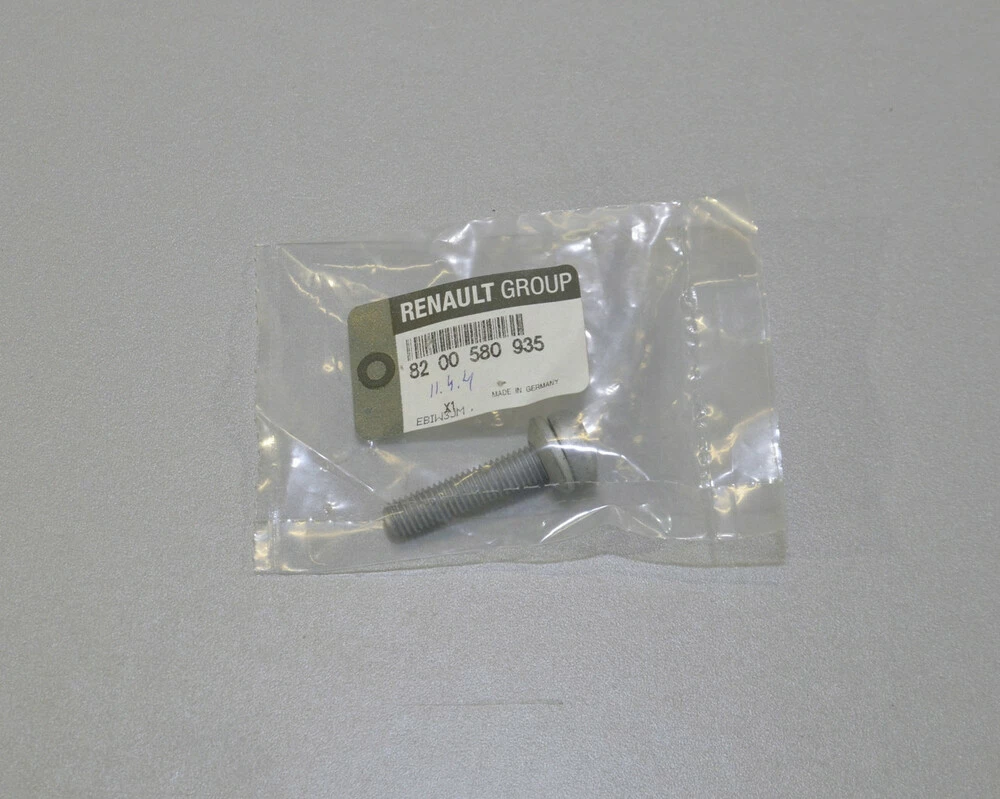 RENAULT GROUP
82 00 580 935
11.4.4
MADE IN GERMANY
X1